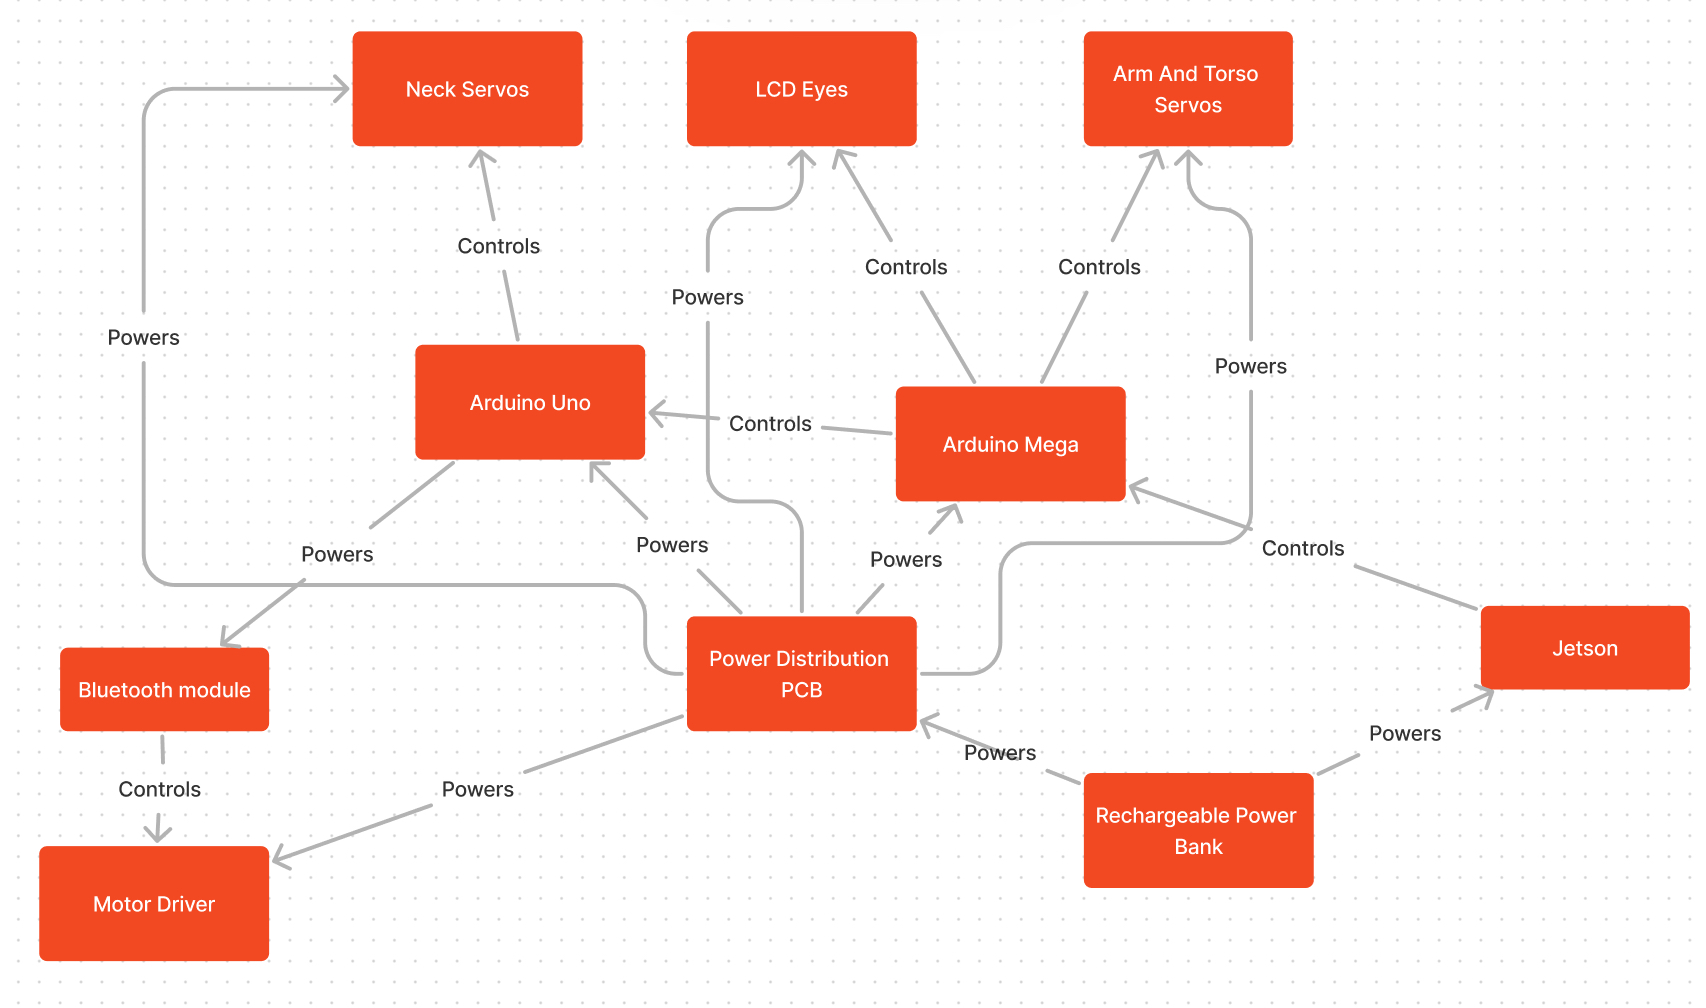 Neck Servos
LCD Eyes
Arm And Torso
Servos
Controls
Controls
Controls
Powers
Powers
Powers
Arduino Uno
Controls
Arduino Mega
Powers
Powers
Powers
Controls
Bluetooth module
Power Distribution
PCB
Jetson
Controls
Powers
Powers
Powers
Rechargeable Power
Bank
Motor Driver